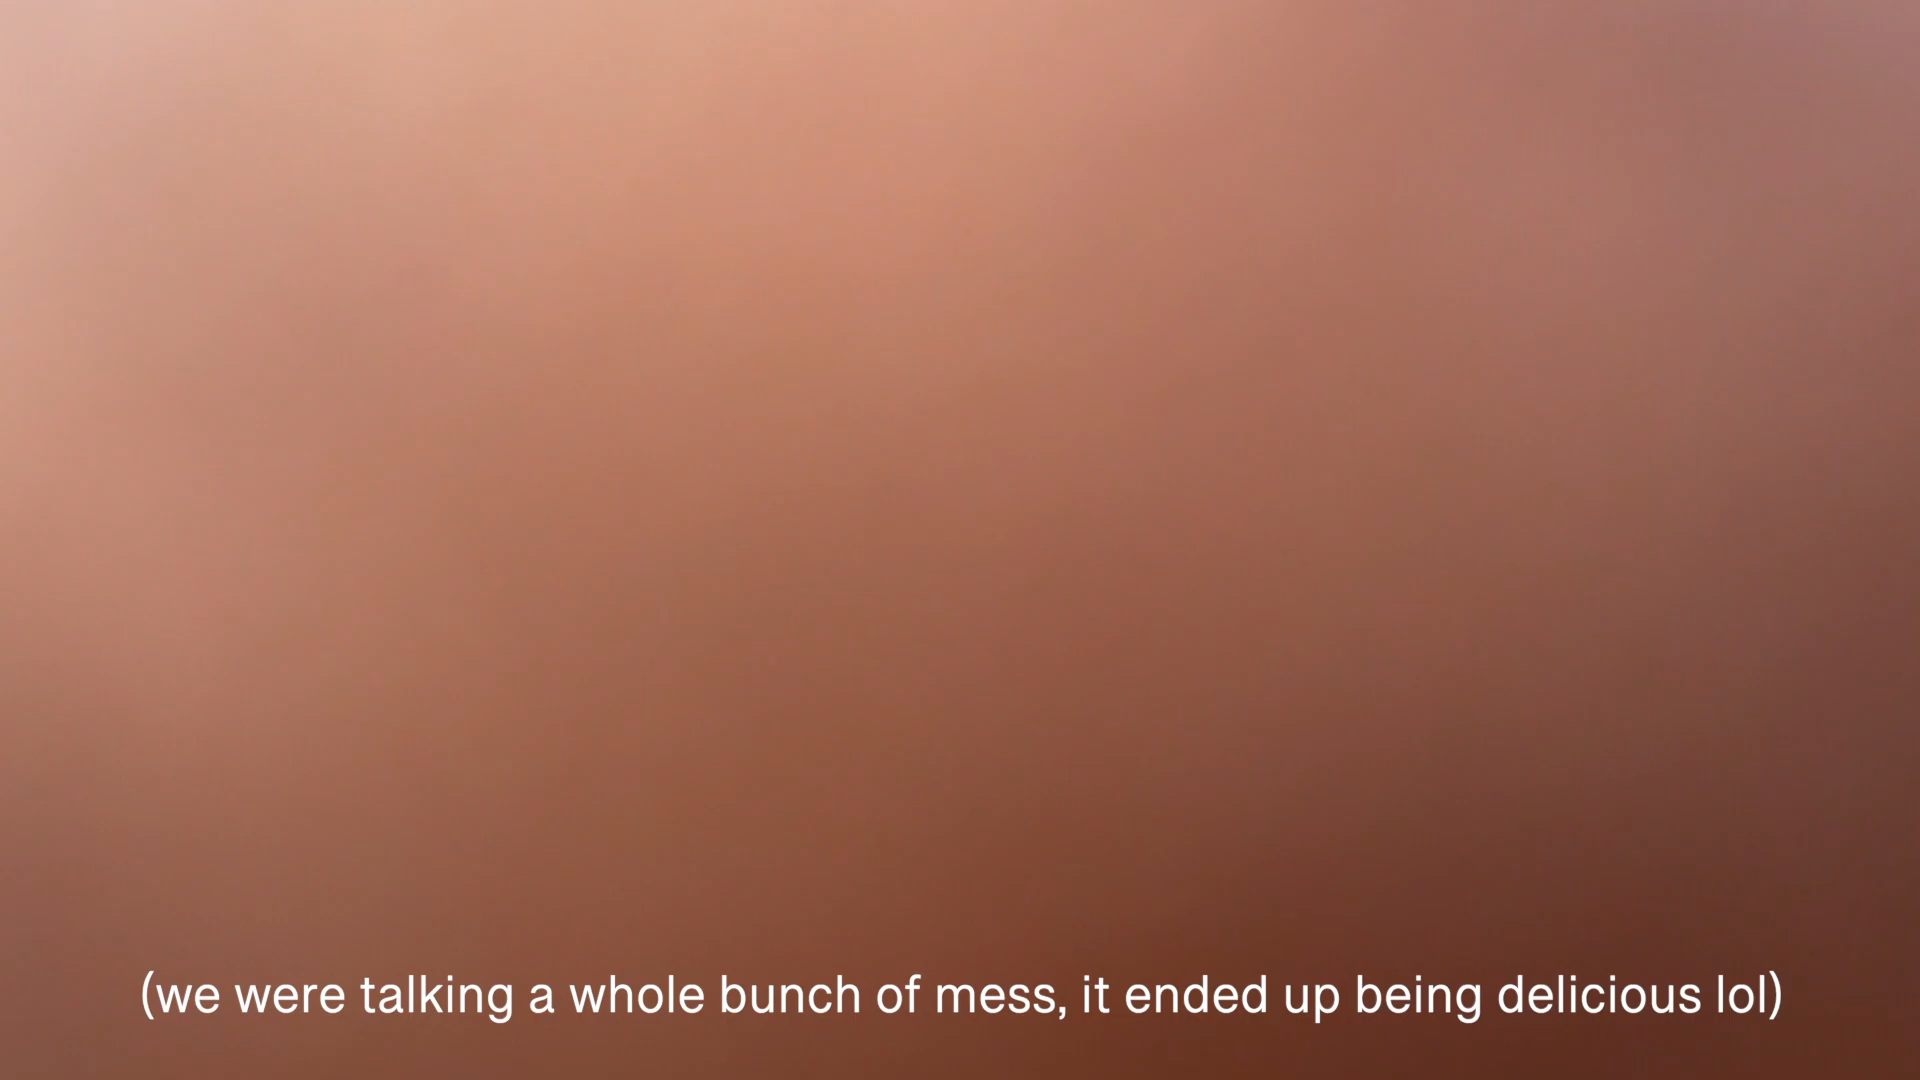 (we were talking a whole bunch of mess, it ended up being delicious lol)